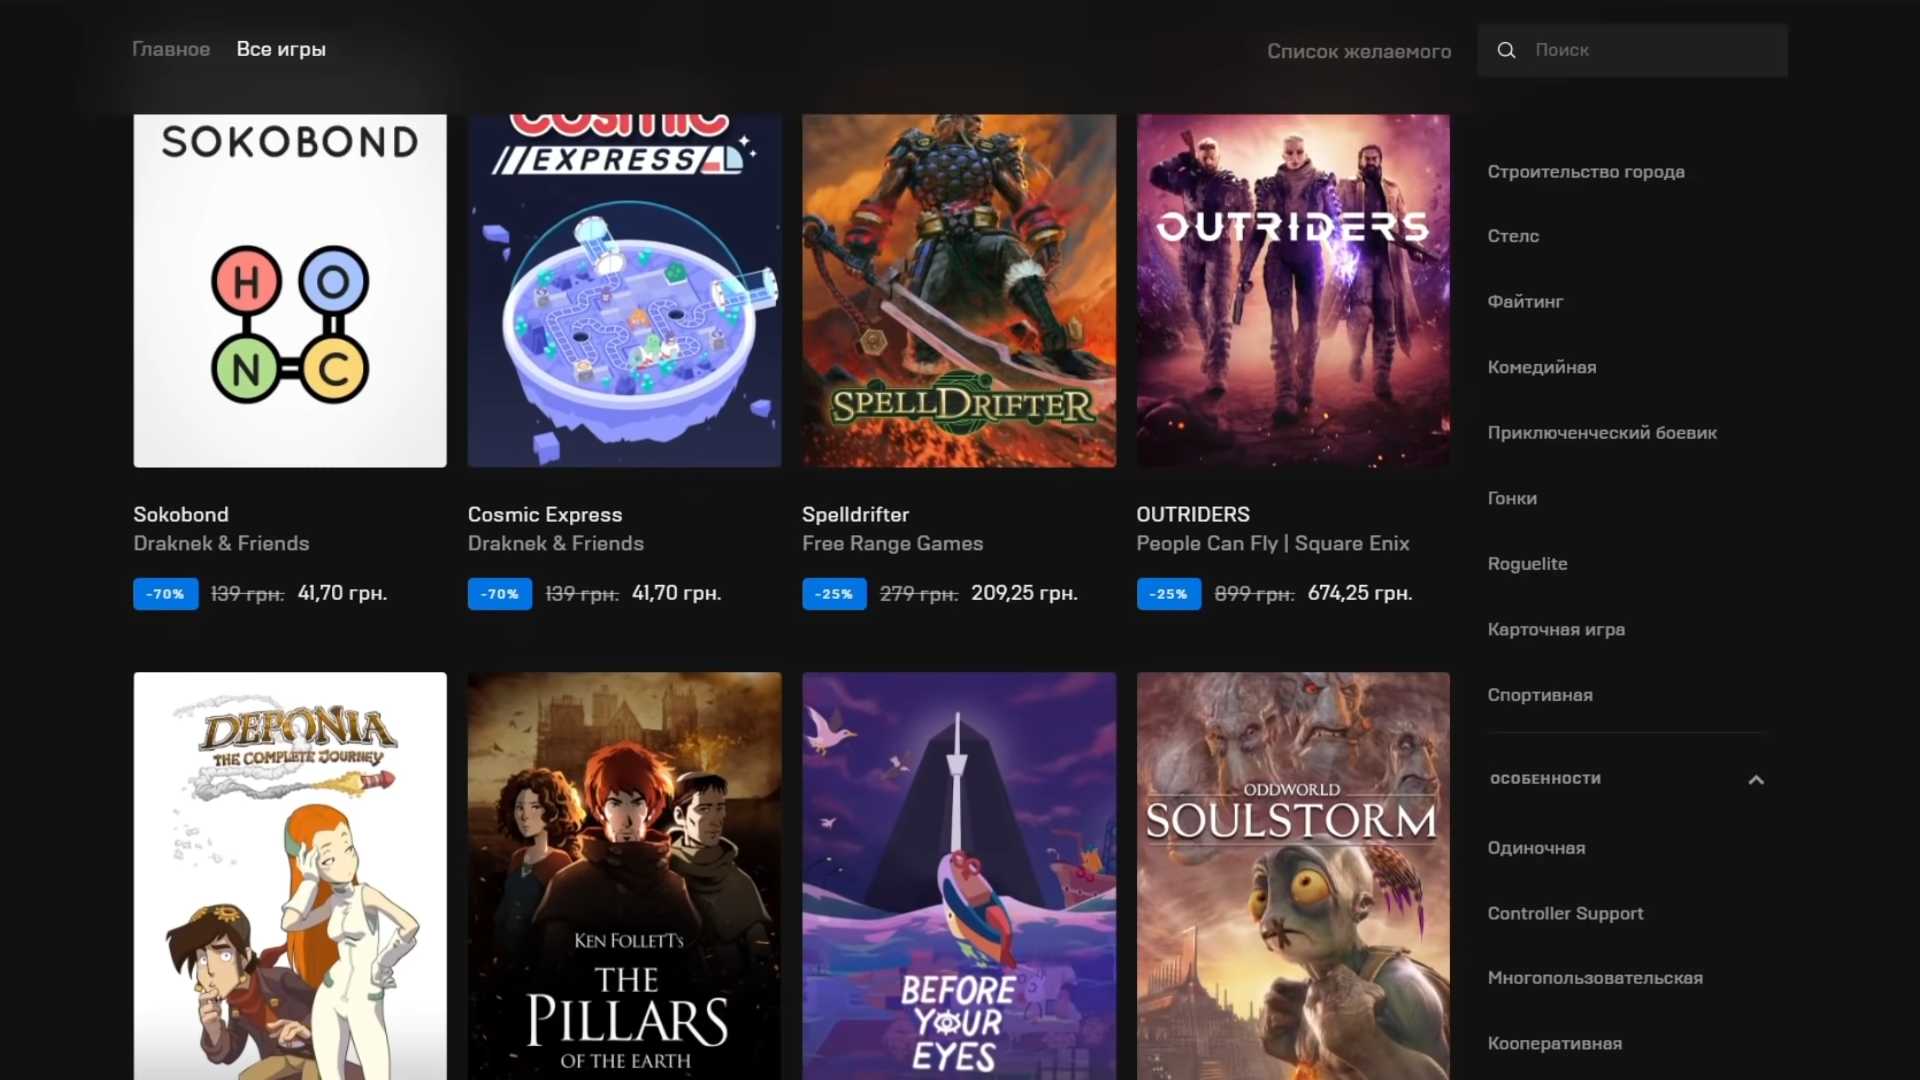 Главное
Все игры
Список желаемого
Поиск
SOKOBOND
H
O
N
C
COSMIC
EXPRESS
SPELLDRIFTER
OUTRIDERS
Sokobond
Draknek & Friends
-70%
139 грн.
41,70 грн.
Cosmic Express
Draknek & Friends
-70%
139 грн.
41,70 грн.
Spelldrifter
Free Range Games
-25%
279 грн.
209,25 грн.
OUTRIDERS
People Can Fly | Square Enix
-25%
899 грн.
674,25 грн.
DEPONIA
THE COMPLETE JOURNEY
KEN FOLLETT'S
THE
PILLARS
OF THE EARTH
BEFORE
YOUR
EYES
ODDWORLD
SOULSTORM
Строительство города
Стелс
Файтинг
Комедийная
Приключенческий боевик
Гонки
Roguelite
Карточная игра
Спортивная
ОСОБЕННОСТИ
Одиночная
Controller Support
Многопользовательская
Кооперативная